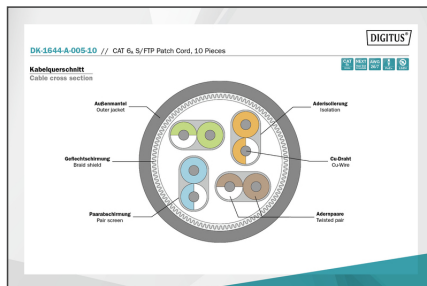 DIGITUS®
DK-1644-A-005-10 // CAT 6A S/FTP Patch Cord, 10 Pieces
Kabelquerschnitt
Cable cross section
Außenmantel
Outer jacket
Aderisolierung
Isolation
Geflechtschirmung
Braid shield
Cu-Draht
Cu-Wire
Paarabschirmung
Pair screen
Adernpaare
Twisted pair